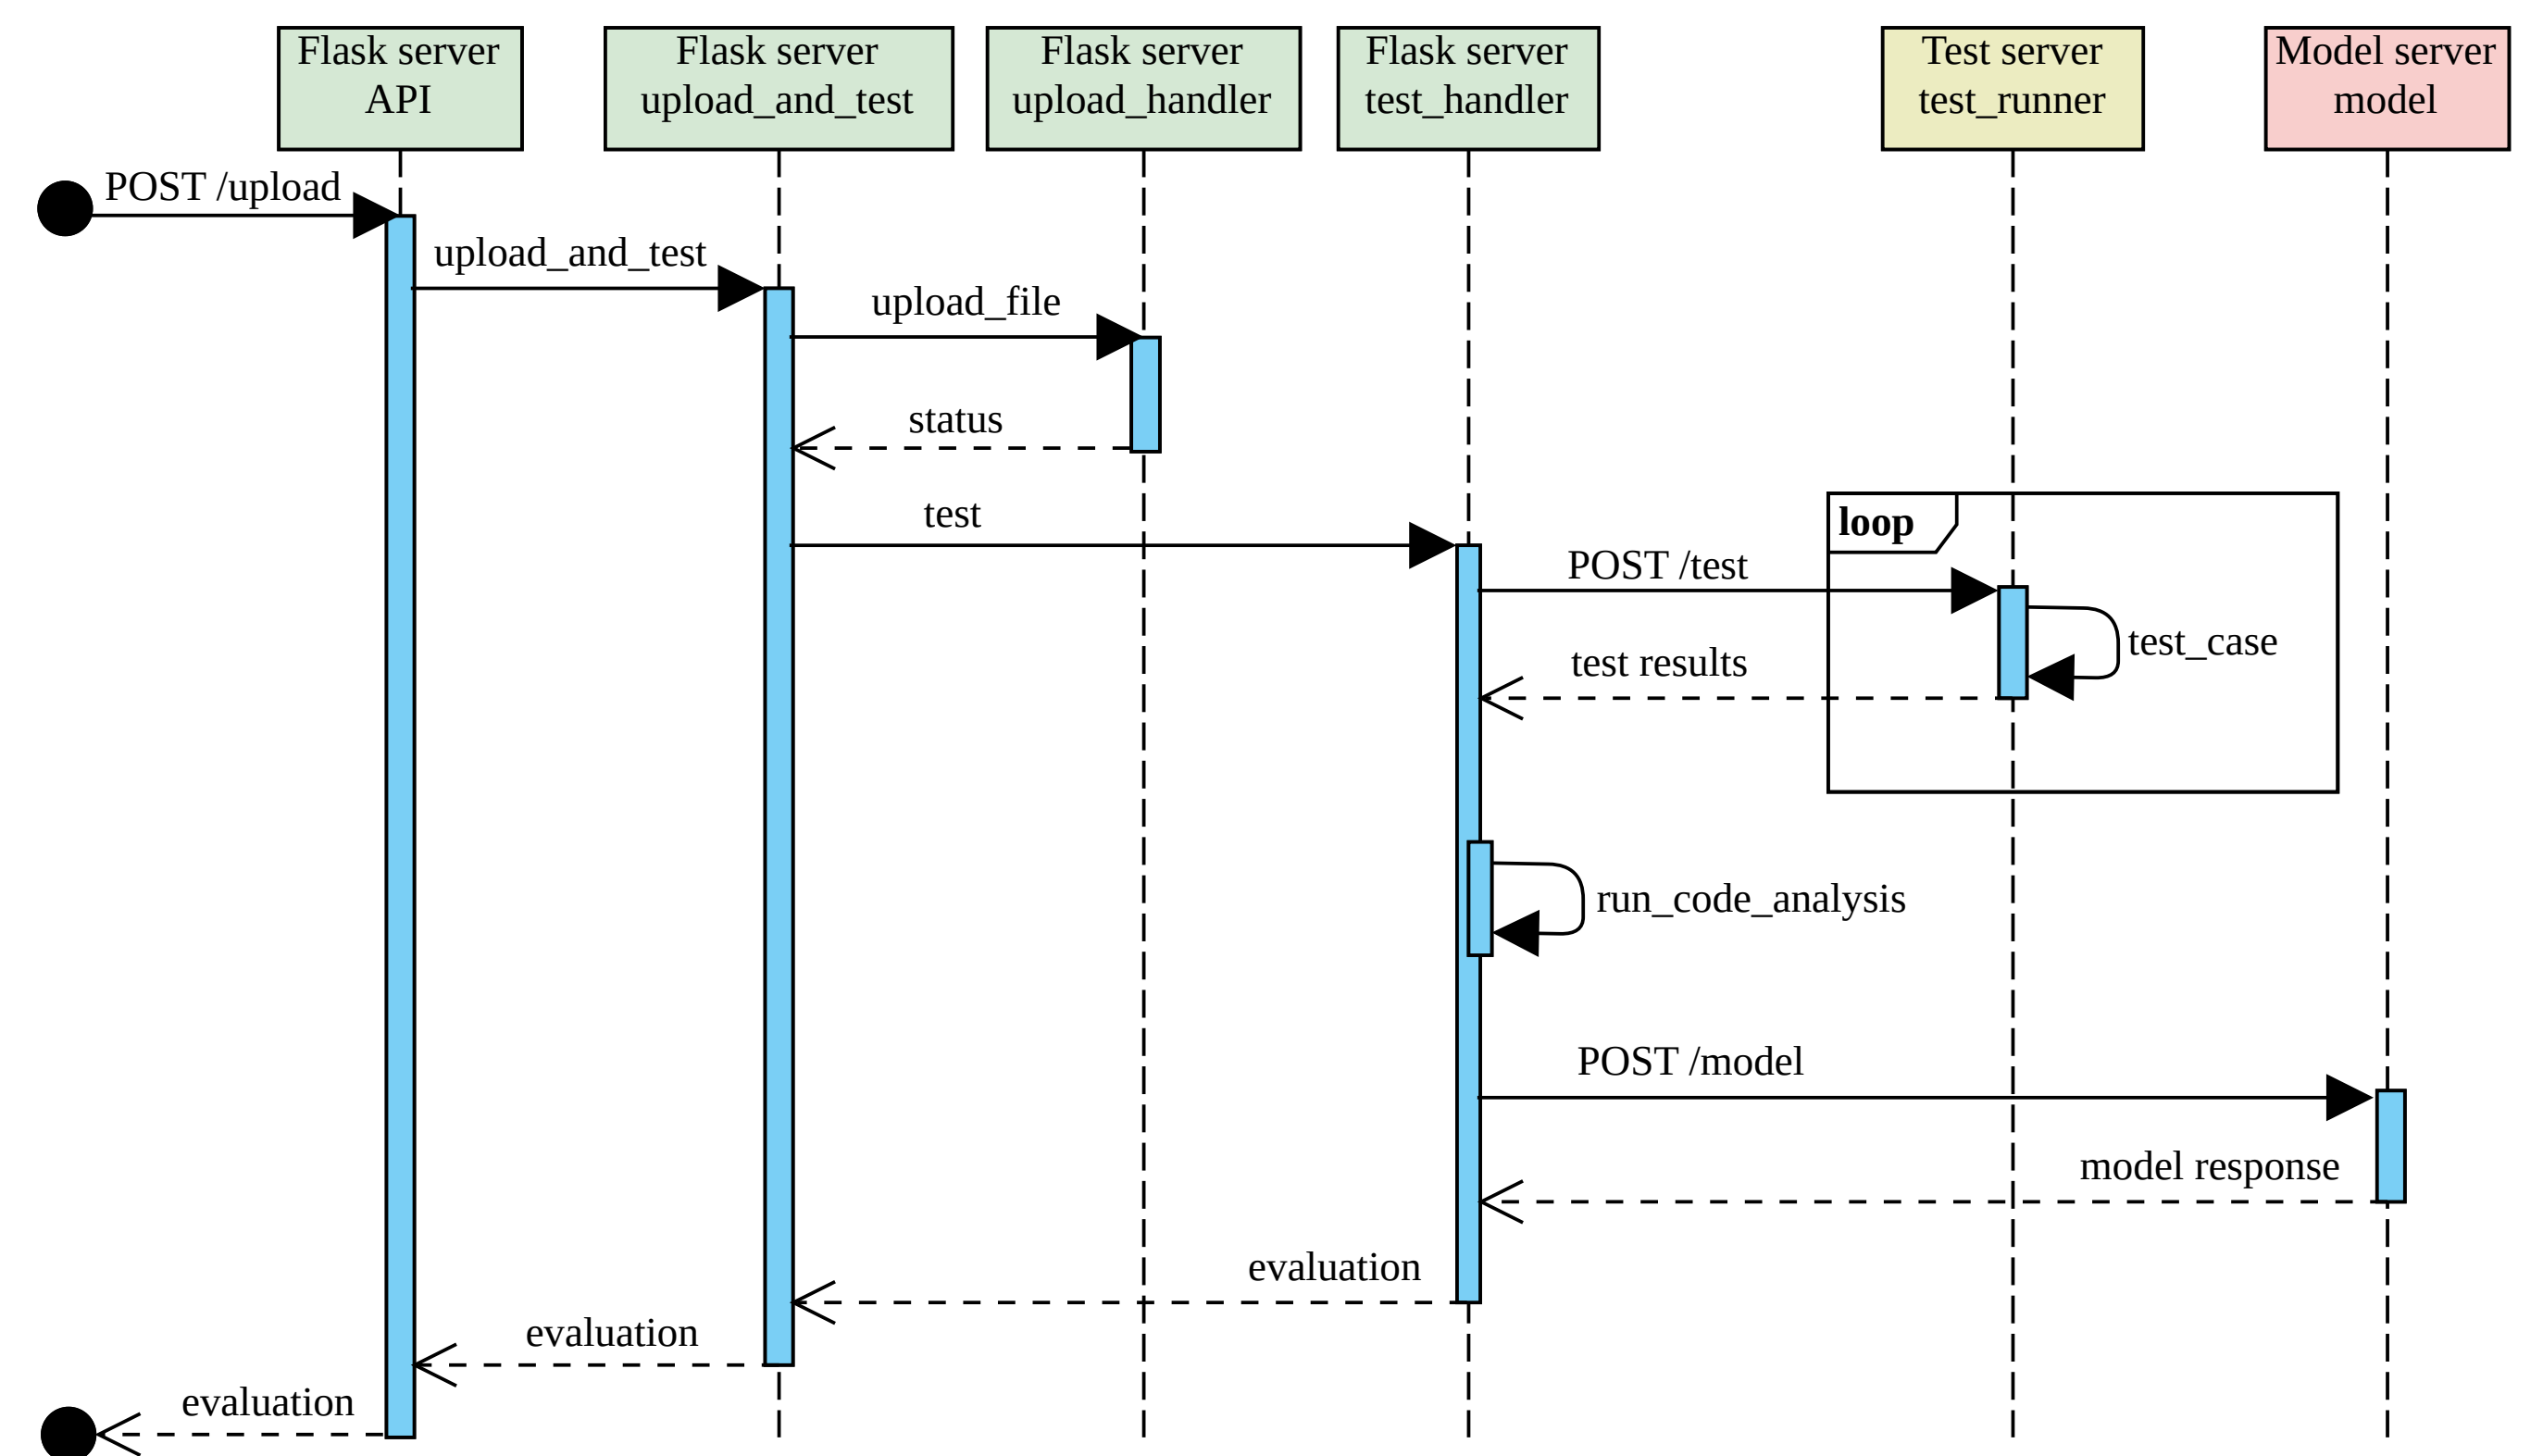 Flask server
API
Flask server
upload_and_test
Flask server
upload_handler
Flask server
test_handler
Test server
test_runner
Model server
model
POST /upload
upload_and_test
upload_file
status
test
loop
POST /test
test_case
test results
run_code_analysis
POST /model
model response
evaluation
evaluation
evaluation